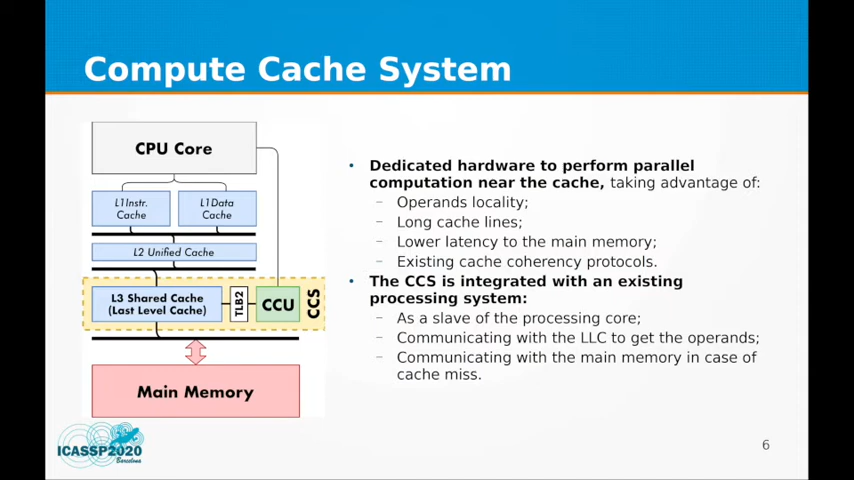 Compute Cache System
CPU Core
L1Instr.
Cache
L1Data
Cache
L2 Unified Cache
L3 Shared Cache
(Last Level Cache)
TLB2
CCU
CCS
Main Memory
• Dedicated hardware to perform parallel
computation near the cache, taking advantage of:
– Operands locality;
– Long cache lines;
– Lower latency to the main memory;
– Existing cache coherency protocols.
• The CCS is integrated with an existing
processing system:
– As a slave of the processing core;
– Communicating with the LLC to get the operands;
– Communicating with the main memory in case of
cache miss.
ICASSP2020
Barcelona
6